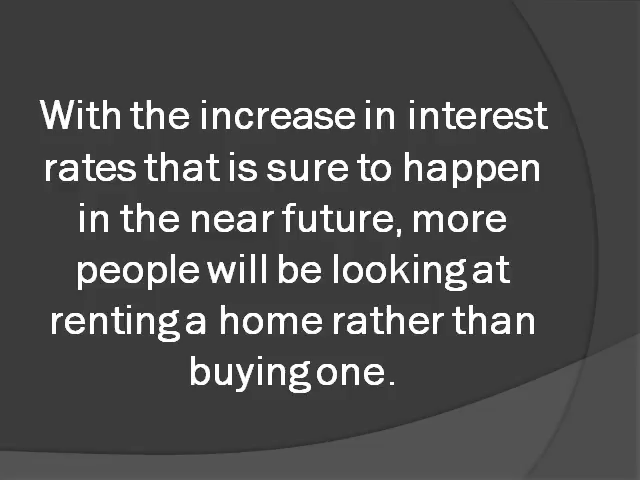 With the increase in interest
rates that is sure to happen
in the near future, more
people will be looking at
renting a home rather than
buying one.